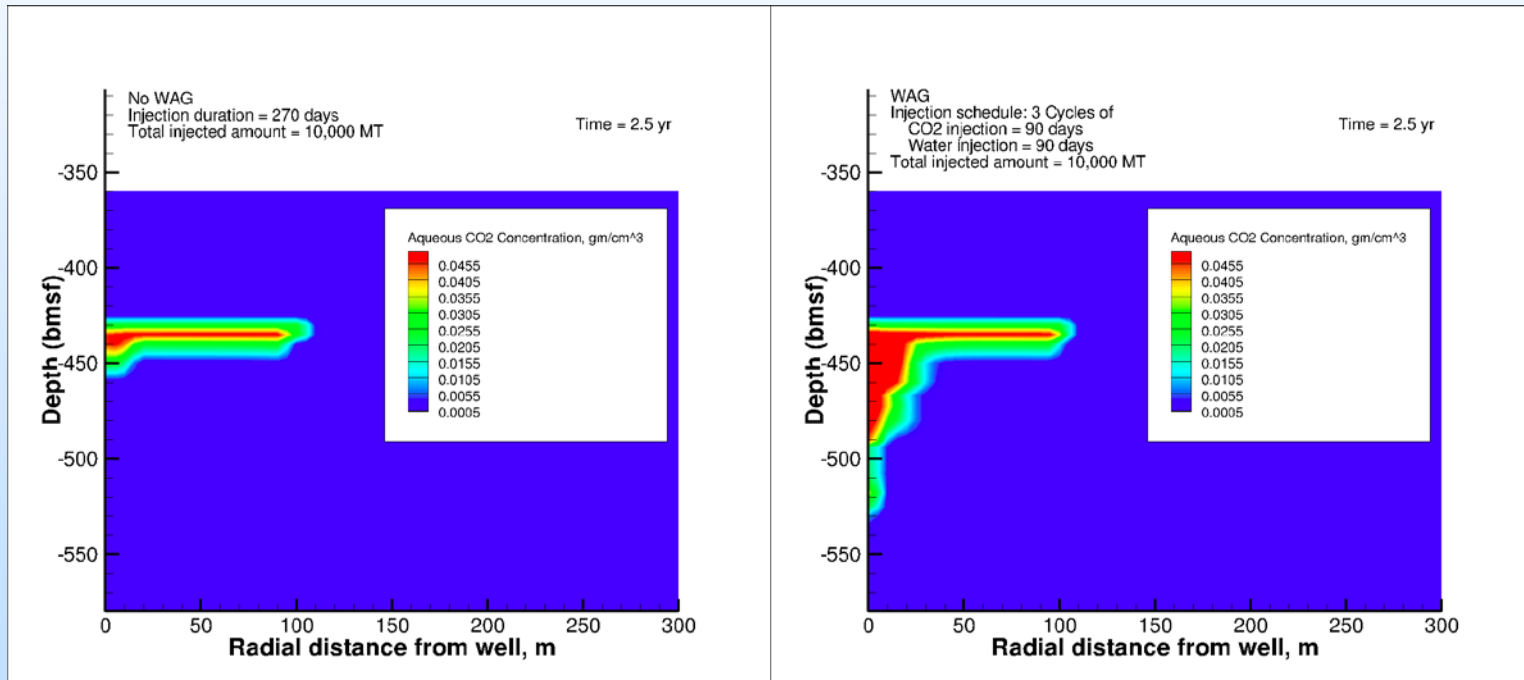 No WAG
Injection duration = 270 days
Total injected amount = 10,000 MT
Time = 2.5 yr
-350
-400
-450
-500
-550
Depth (bmsf)
Aqueous CO2 Concentration, gm/cm^3
0.0455
0.0405
0.0355
0.0305
0.0255
0.0205
0.0155
0.0105
0.0055
0.0005
0 50 100 150 200 250 300
Radial distance from well, m
WAG
Injection schedule: 3 Cycles of
CO2 injection = 90 days
Water injection = 90 days
Total injected amount = 10,000 MT
Time = 2.5 yr
-350
-400
-450
-500
-550
Depth (bmsf)
Aqueous CO2 Concentration, gm/cm^3
0.0455
0.0405
0.0355
0.0305
0.0255
0.0205
0.0155
0.0105
0.0055
0.0005
0 50 100 150 200 250 300
Radial distance from well, m